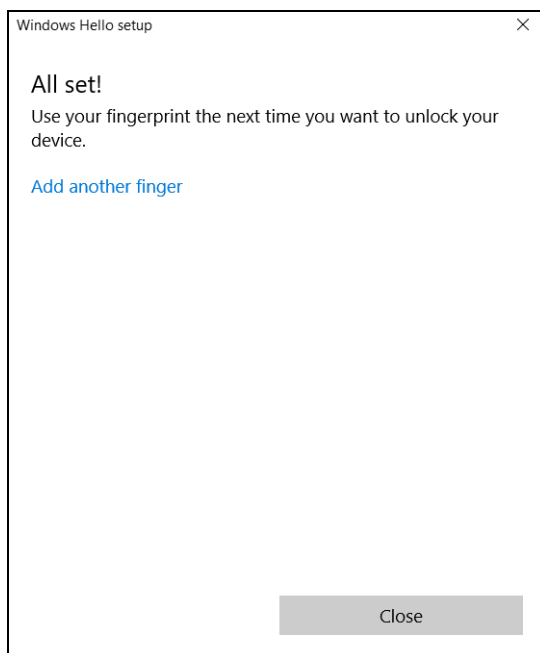 Windows Hello setup
All set!
Use your fingerprint the next time you want to unlock your
device.
Add another finger
Close